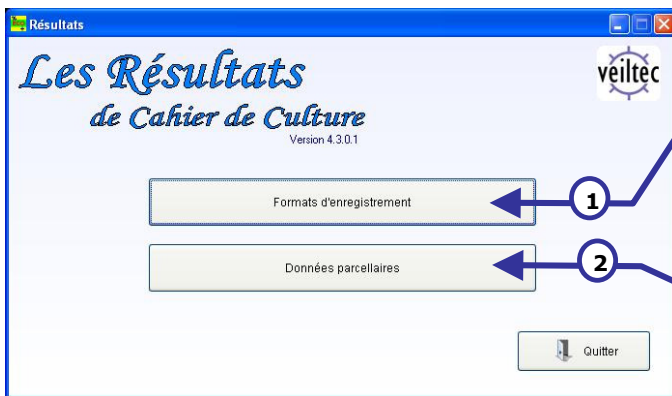 Résultats
Les Résultats
veiltec
de Cahier de Culture
Version 4.3.0.1
Formats d'enregistrement
1
Données parcellaires
2
Quitter